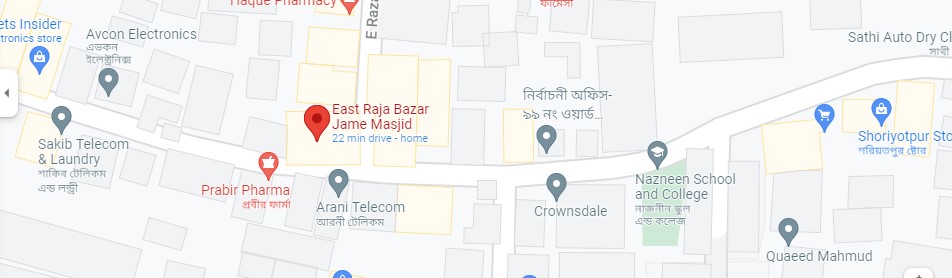 Haque Pharmacy
ফার্মেসী
E Raza
ets Insider
tronics store
Avcon Electronics
এভকন
ইলেক্ট্রনিক্স
Sathi Auto Dry Cl
সাথী
নির্বাচনী অফিস-
৯৯ নং ওয়ার্ড...
East Raja Bazar
Jame Masjid
22 min drive - home
Sakib Telecom
& Laundry
শাকিব টেলিকম
এন্ড লন্ড্রী
Shoriyotpur Sto
শরিয়তপুর ষ্টোর
Prabir Pharma
প্রবীর ফার্মা
Arani Telecom
আরনী টেলিকম
Crownsdale
Nazneen School
and College
নাজনীন স্কুল
এন্ড কলেজ
Quaeed Mahmud